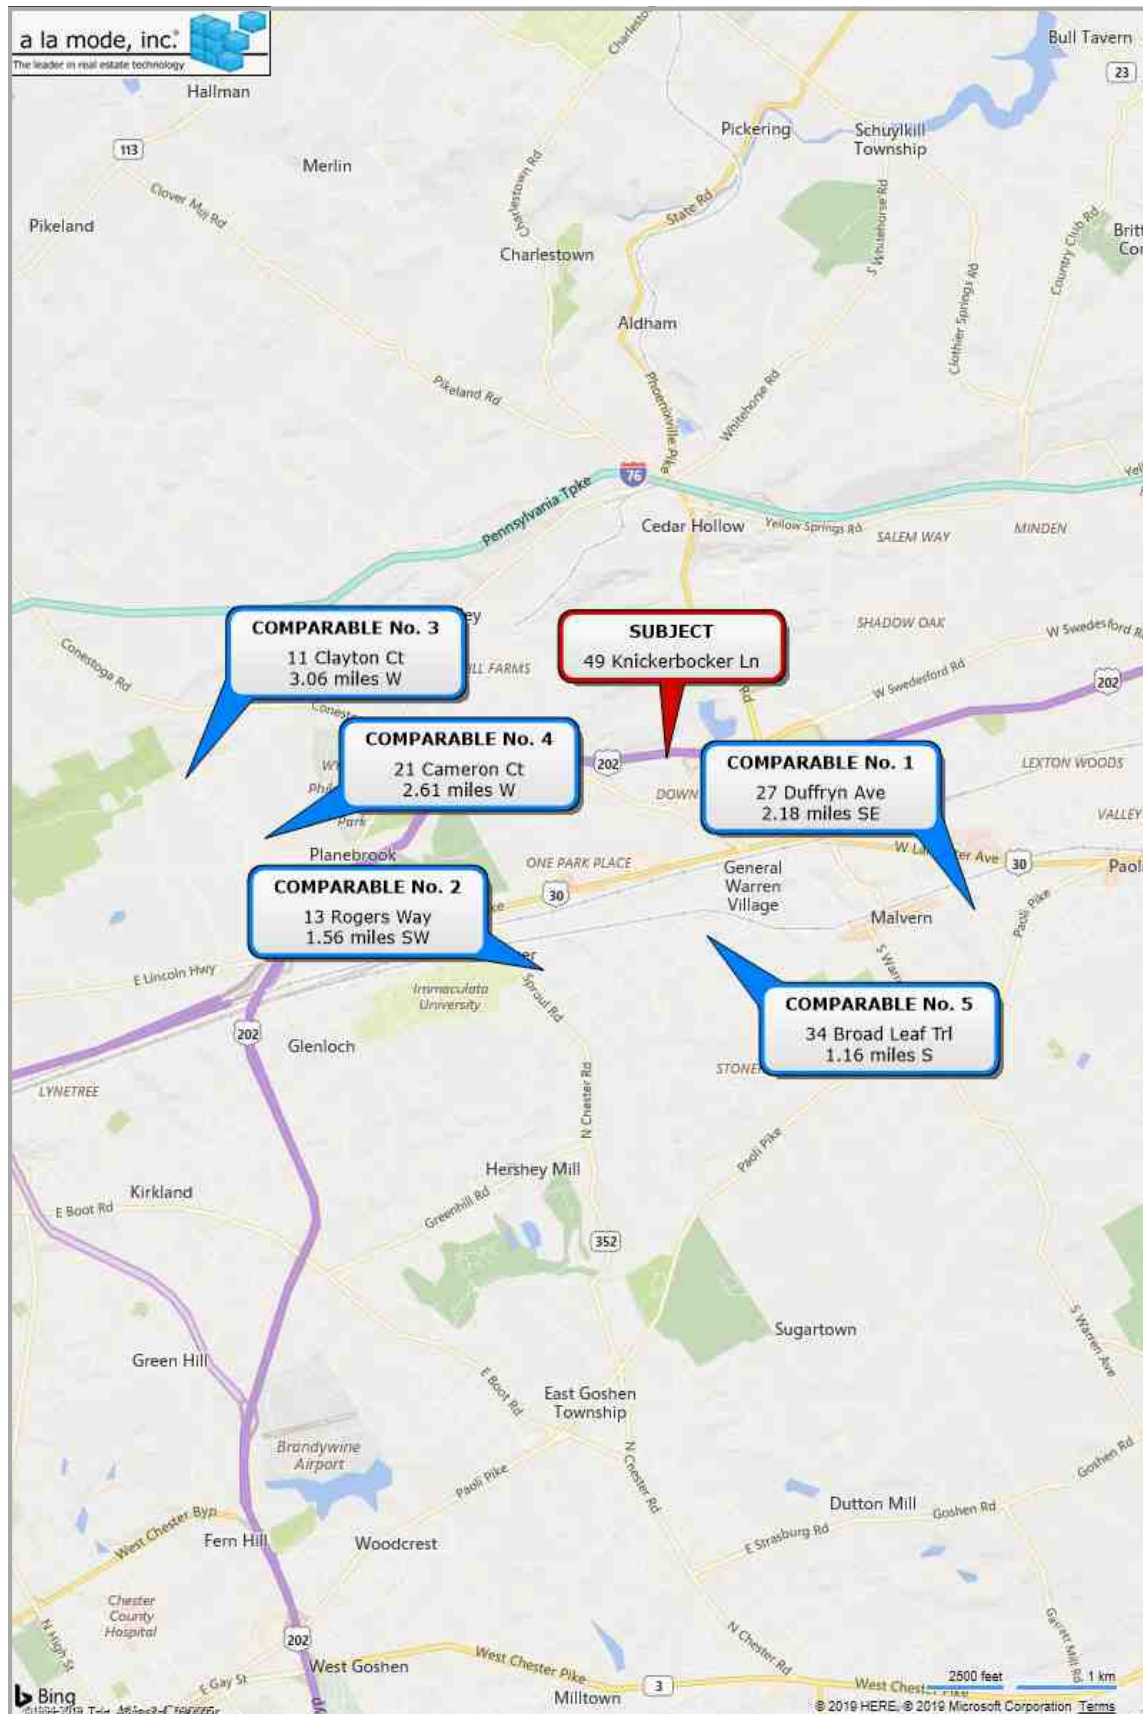 a la mode, inc.
The leader in real estate technology
Hallman
Charlestown
Bull Tavern
23
113
Merlin
Pickering
Schuylkill
Township
Clover Mill Rd
Charlestown Rd
State Rd
S Whitehorse Rd
Country Club Rd
Pikeland
Charlestown
Clothier Springs Rd
Aldham
Pikeland Rd
Phoenixville Pike
Whitehorse Rd
76
Pennsylvania Tpke
Cedar Hollow
Yellow Springs Rd
SALEM WAY
MINDEN
COMPARABLE No. 3
11 Clayton Ct
3.06 miles W
SUBJECT
49 Knickerbocker Ln
SHADOW OAK
W Swedesford Rd
Conestoga Rd
W Swedesford Rd
202
COMPARABLE No. 4
21 Cameron Ct
2.61 miles W
202
COMPARABLE No. 1
27 Duffryn Ave
2.18 miles SE
LEXTON WOODS
DOWN
VALLEY
Park
Planebrook
ONE PARK PLACE
General
Warren
Village
30
Paoli
COMPARABLE No. 2
13 Rogers Way
1.56 miles SW
30
Malvern
Paoli Pike
E Lincoln Hwy
Immaculata
University
Sproul Rd
COMPARABLE No. 5
34 Broad Leaf Trl
1.16 miles S
202
Glenloch
LYNETREE
N Chester Rd
Paoli Pike
Hershey Mill
Kirkland
E Boot Rd
Greenhill Rd
352
Sugartown
S Warren Ave
Green Hill
E Boot Rd
East Goshen
Township
Brandywine
Airport
Paoli Pike
N Chester Rd
Goshen Rd
Dutton Mill
Goshen Rd
West Chester Byp
Fern Hill
Woodcrest
E Strasburg Rd
Chester
County
Hospital
N High St
202
West Goshen
E Gay St
West Chester Pike
Milltown
3
N Chester Rd
West Chester Pike
Garrett Mill Rd
2500 feet
1 km
Bing
© 2019 HERE, © 2019 Microsoft Corporation Terms